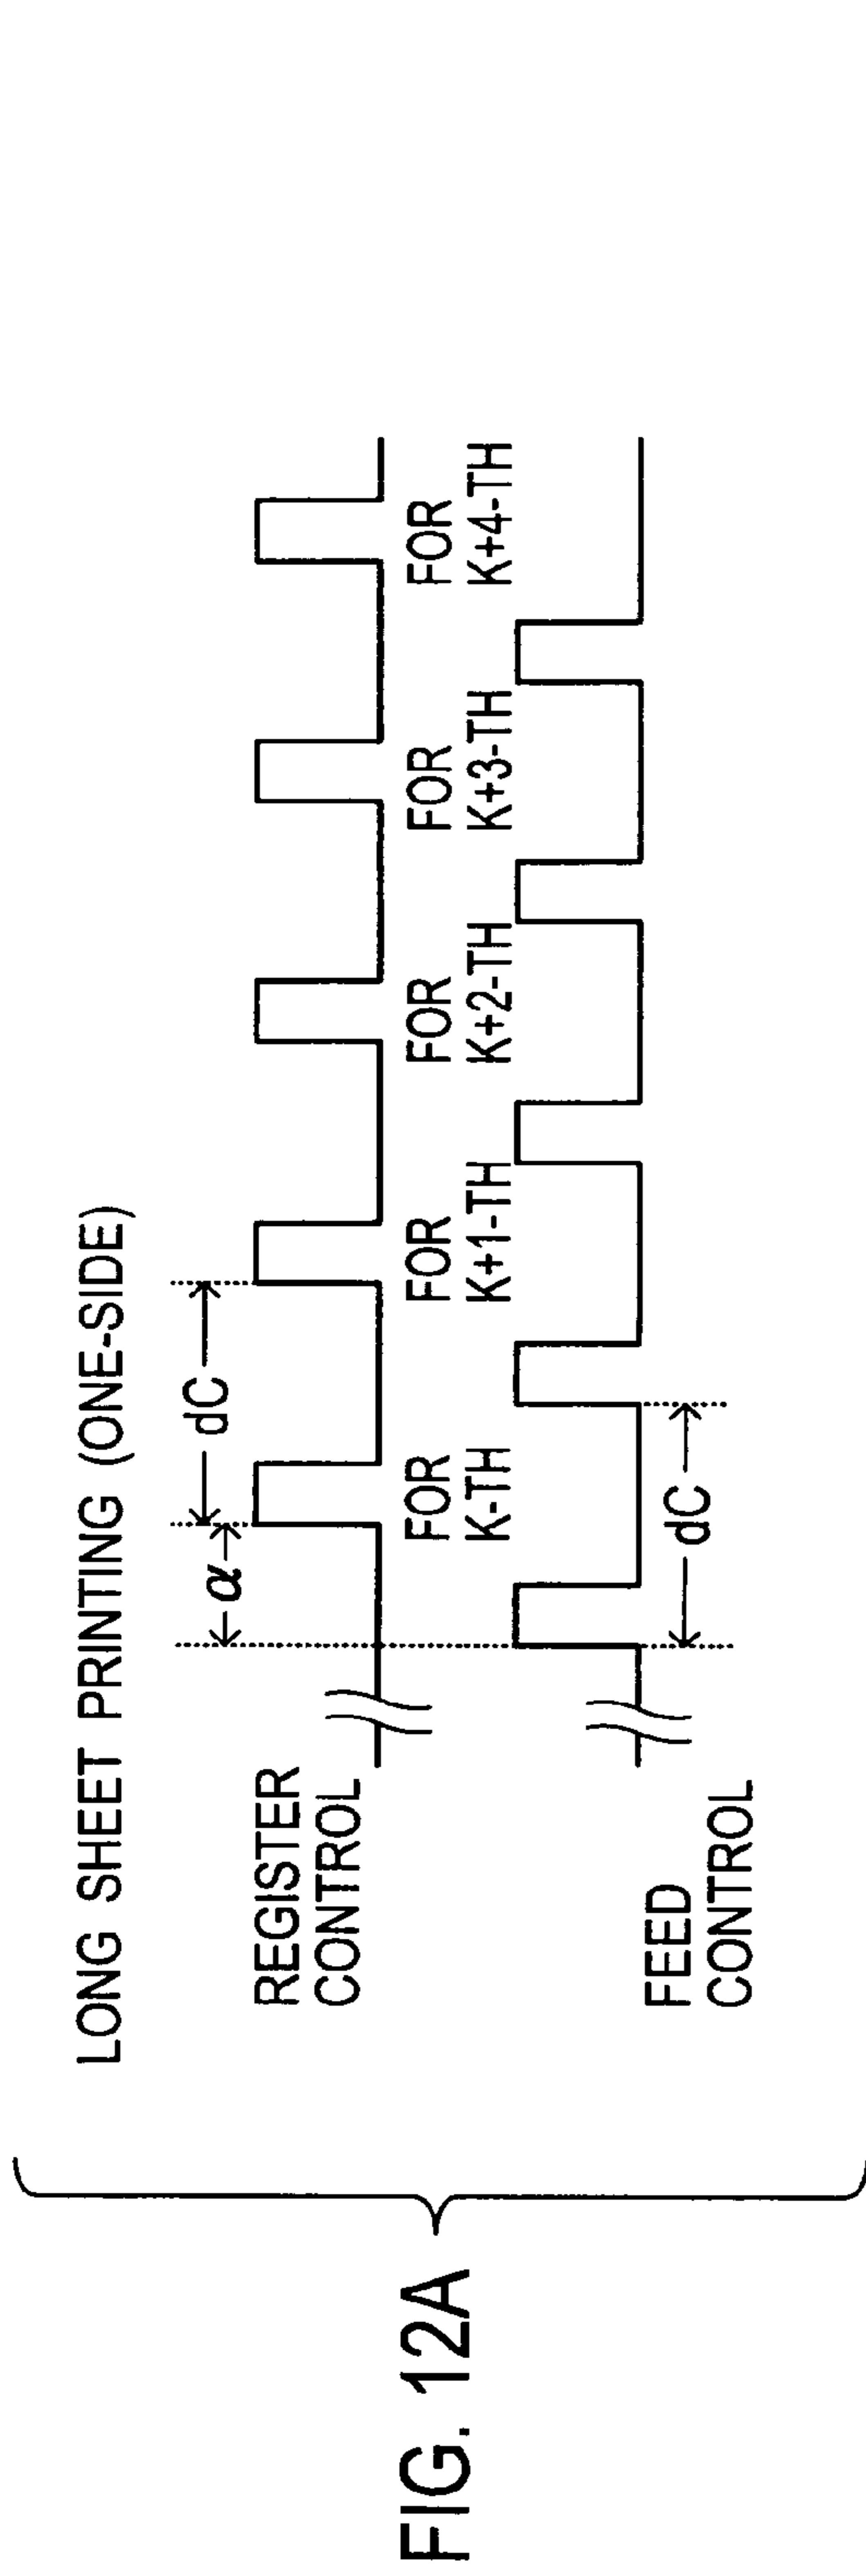 FIG. 12A
LONG SHEET PRINTING (ONE-SIDE)
α
dC
REGISTER
CONTROL
FOR
K-TH
FOR
K+1-TH
FOR
K+2-TH
FOR
K+3-TH
FOR
K+4-TH
FEED
CONTROL
dC